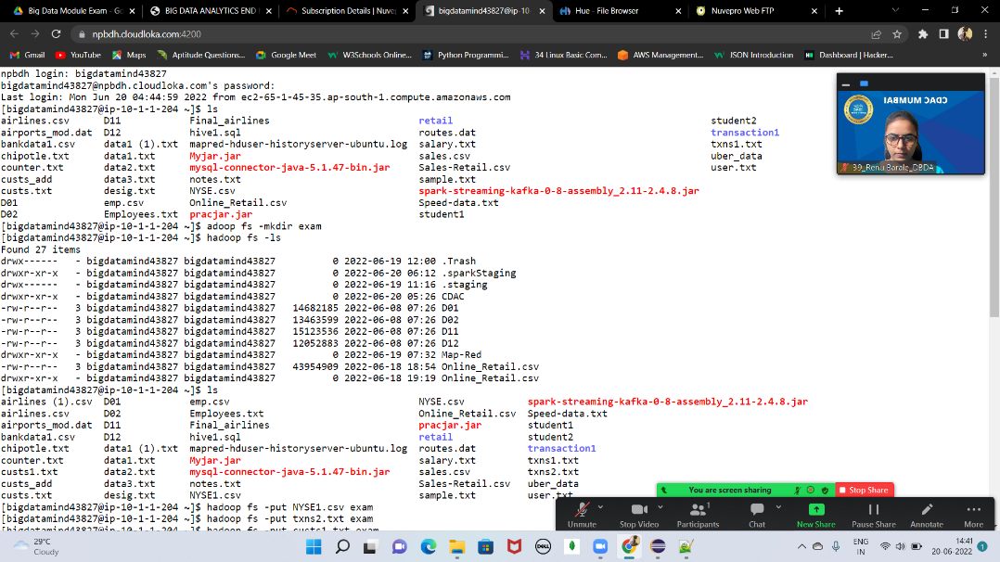 Big Data Module Exam - Go
BIG DATA ANALYTICS END
Subscription Details | Nuve
bigdatamind43827@ip-10
Hue - File Browser
Nuvepro Web FTP
npbdh.cloudloka.com:4200
Gmail
YouTube
Maps
Aptitude Questions...
Google Meet
W3Schools Online...
Python Programmi...
34 Linux Basic Com...
AWS Management...
JSON Introduction
Dashboard | Hacker...
»
npbdh login: bigdatamind43827
bigdatamind43827@npbdh.cloudloka.com's password:
Last login: Mon Jun 20 04:44:59 2022 from ec2-65-1-45-35.ap-south-1.compute.amazonaws.com
[bigdatamind43827@ip-10-1-1-204 ~]$ ls
airlines.csv D11 Final_airlines retail student2
airports_mod.dat D12 hive1.sql routes.dat transaction1
bankdata1.csv data1 (1).txt mapred-hduser-historyserver-ubuntu.log salary.txt txns1.txt
chipotle.txt data1.txt Myjar.jar sales.csv uber_data
counter.txt data2.txt mysql-connector-java-5.1.47-bin.jar Sales-Retail.csv user.txt
custs_add data3.txt notes.txt sample.txt
custs.txt desig.txt NYSE.csv spark-streaming-kafka-0-8-assembly_2.11-2.4.8.jar
D01 emp.csv Online_Retail.csv Speed-data.txt
D02 Employees.txt pracjar.jar student1
[bigdatamind43827@ip-10-1-1-204 ~]$ adoop fs -mkdir exam
[bigdatamind43827@ip-10-1-1-204 ~]$ hadoop fs -ls
Found 27 items
drwx------ - bigdatamind43827 bigdatamind43827 0 2022-06-19 12:00 .Trash
drwxr-xr-x - bigdatamind43827 bigdatamind43827 0 2022-06-20 06:12 .sparkStaging
drwx------ - bigdatamind43827 bigdatamind43827 0 2022-06-19 11:16 .staging
drwxr-xr-x - bigdatamind43827 bigdatamind43827 0 2022-06-20 05:26 CDAC
-rw-r--r-- 3 bigdatamind43827 bigdatamind43827 14682185 2022-06-08 07:26 D01
-rw-r--r-- 3 bigdatamind43827 bigdatamind43827 13463599 2022-06-08 07:26 D02
-rw-r--r-- 3 bigdatamind43827 bigdatamind43827 15123536 2022-06-08 07:26 D11
-rw-r--r-- 3 bigdatamind43827 bigdatamind43827 12052883 2022-06-08 07:26 D12
drwxr-xr-x - bigdatamind43827 bigdatamind43827 0 2022-06-19 07:32 Map-Red
-rw-r--r-- 3 bigdatamind43827 bigdatamind43827 43954909 2022-06-18 18:54 Online_Retail.csv
drwxr-xr-x - bigdatamind43827 bigdatamind43827 0 2022-06-18 19:19 Online_Retail.csv
[bigdatamind43827@ip-10-1-1-204 ~]$ ls
airlines (1).csv D01 emp.csv NYSE.csv spark-streaming-kafka-0-8-assembly_2.11-2.4.8.jar
airlines.csv D02 Employees.txt Online_Retail.csv Speed-data.txt
airports_mod.dat D11 Final_airlines pracjar.jar student1
bankdata1.csv D12 hive1.sql retail student2
chipotle.txt data1 (1).txt mapred-hduser-historyserver-ubuntu.log routes.dat transaction1
counter.txt data1.txt Myjar.jar salary.txt txns1.txt
custs1.txt data2.txt mysql-connector-java-5.1.47-bin.jar sales.csv txns2.txt
custs_add data3.txt notes.txt Sales-Retail.csv uber_data
custs.txt desig.txt NYSE1.csv sample.txt user.txt
[bigdatamind43827@ip-10-1-1-204 ~]$ hadoop fs -put NYSE1.csv exam
[bigdatamind43827@ip-10-1-1-204 ~]$ hadoop fs -put txns2.txt exam
[bigdatamind43827@ip-10-1-1-204 ~]$ hadoop fs -put custs1.txt exam
CDAC MUMBAI
39_Renu Barale_DBDA
You are screen sharing
Stop Share
Unmute
Stop Video
Participants
1
Chat
New Share
Pause Share
Annotate
More
29°C
Cloudy
DELL
ENG
IN
14:41
20-06-2022
1